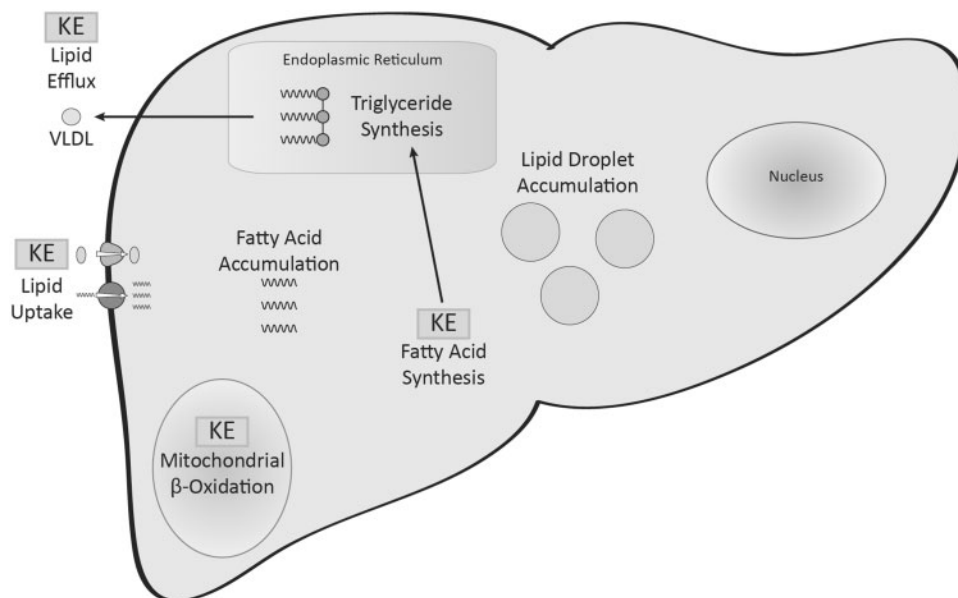 KE
Lipid
Efflux
VLDL
Endoplasmic Reticulum
Triglyceride
Synthesis
Lipid Droplet
Accumulation
Nucleus
KE
Lipid
Uptake
Fatty Acid
Accumulation
KE
Fatty Acid
Synthesis
KE
Mitochondrial
β-Oxidation